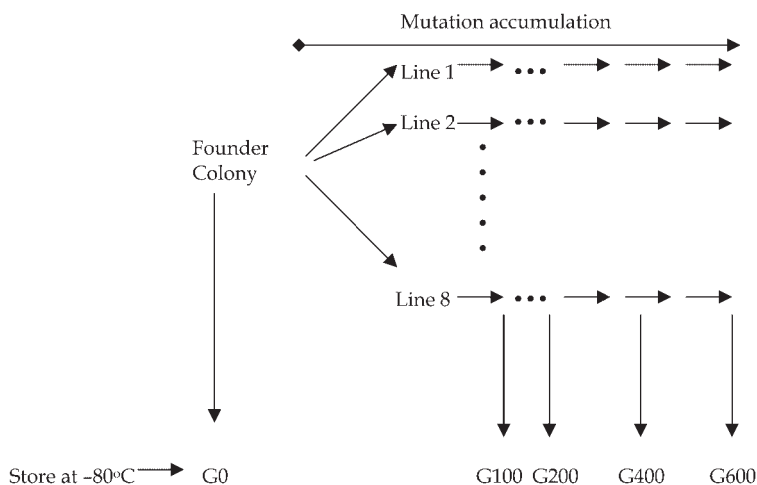 Mutation accumulation
Line 1
Line 2
Founder
Colony
Line 8
Store at –80°C G0 G100 G200 G400 G600